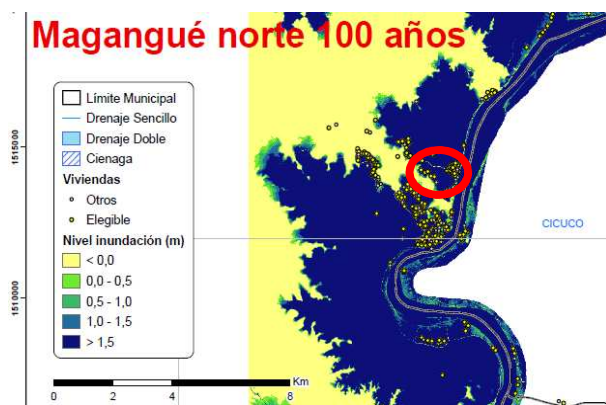 Magangué norte 100 años
1515000
1510000
Límite Municipal
Drenaje Sencillo
Drenaje Doble
Cienaga
Viviendas
Otros
Elegible
Nivel inundación (m)
< 0,0
0,0 - 0,5
0,5 - 1,0
1,0 - 1,5
> 1,5
CICUCO
Km
0 2 4 8